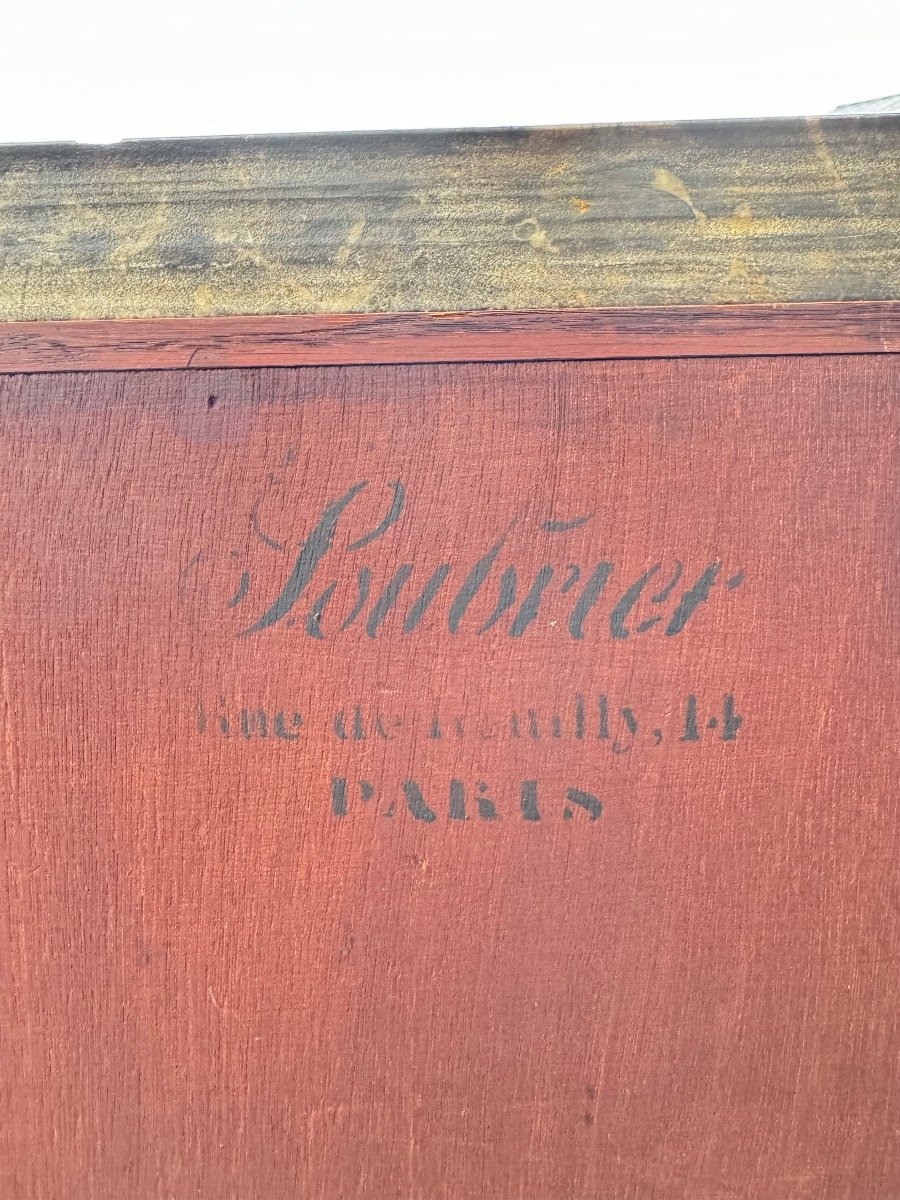 Soubrier
Rue de Reuilly, 14
PARIS